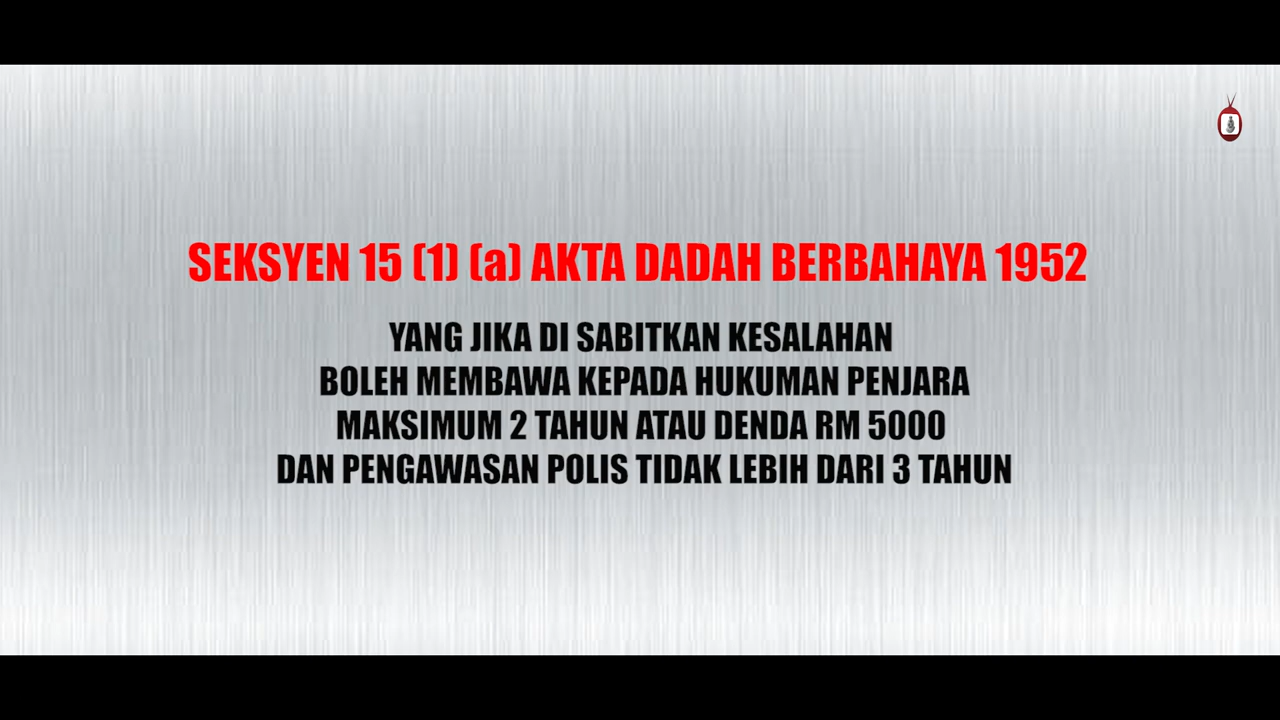 SEKSYEN 15 (1) (a) AKTA DADAH BERBAHAYA 1952
YANG JIKA DI SABITKAN KESALAHAN
BOLEH MEMBAWA KEPADA HUKUMAN PENJARA
MAKSIMUM 2 TAHUN ATAU DENDA RM 5000
DAN PENGAWASAN POLIS TIDAK LEBIH DARI 3 TAHUN